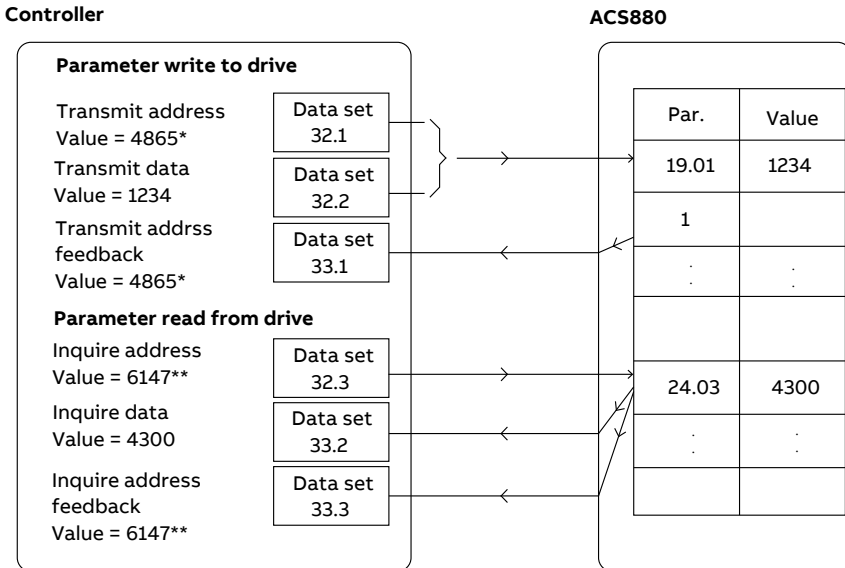 Controller
ACS880
Parameter write to drive
Transmit address
Value = 4865*
Data set
32.1
Transmit data
Value = 1234
Data set
32.2
Transmit addrss
feedback
Value = 4865*
Data set
33.1
Parameter read from drive
Inquire address
Value = 6147**
Data set
32.3
Inquire data
Value = 4300
Data set
33.2
Inquire address
feedback
Value = 6147**
Data set
33.3
Par. Value
19.01 1234
1
: :
24.03 4300
: :